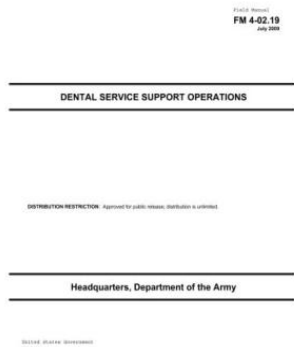 Field Manual
FM 4-02.19
July 2009
DENTAL SERVICE SUPPORT OPERATIONS
DISTRIBUTION RESTRICTION: Approved for public release; distribution is unlimited.
Headquarters, Department of the Army
United States Government